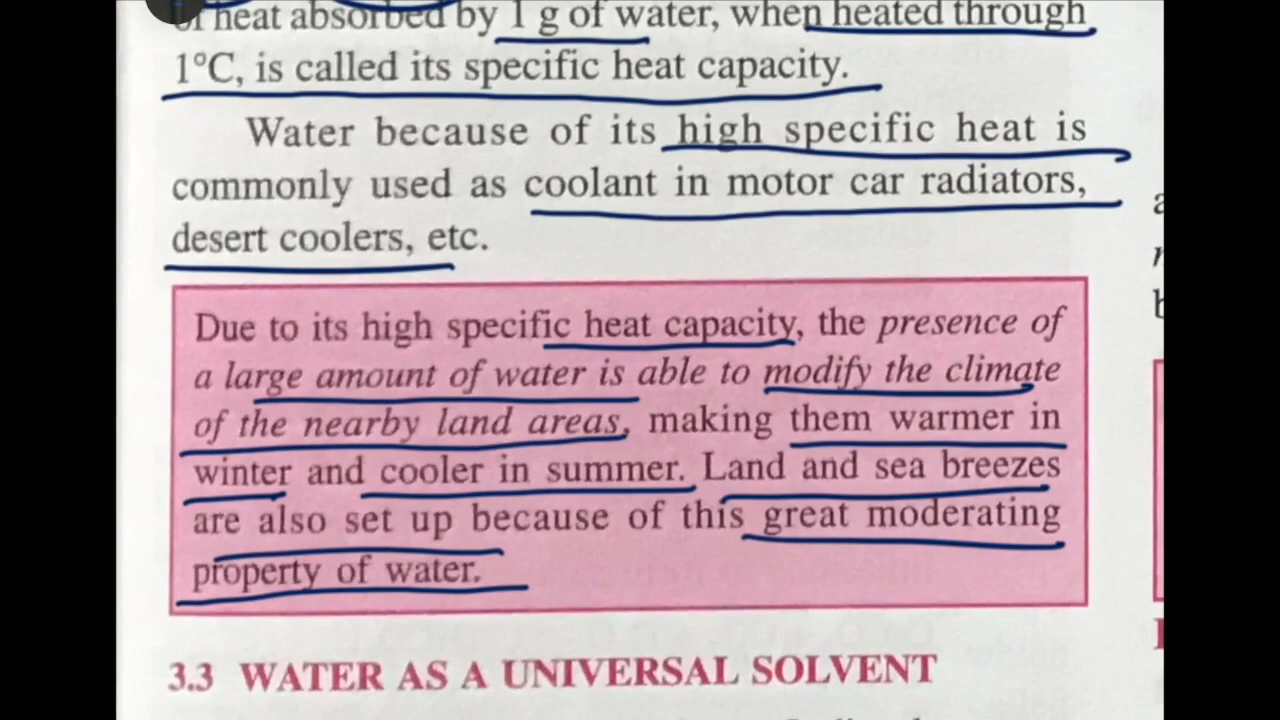 of heat absorbed by 1 g of water, when heated through
1°C, is called its specific heat capacity.
Water because of its high specific heat is
commonly used as coolant in motor car radiators,
desert coolers, etc.
Due to its high specific heat capacity, the presence of
a large amount of water is able to modify the climate
of the nearby land areas, making them warmer in
winter and cooler in summer. Land and sea breezes
are also set up because of this great moderating
property of water.
3.3 WATER AS A UNIVERSAL SOLVENT